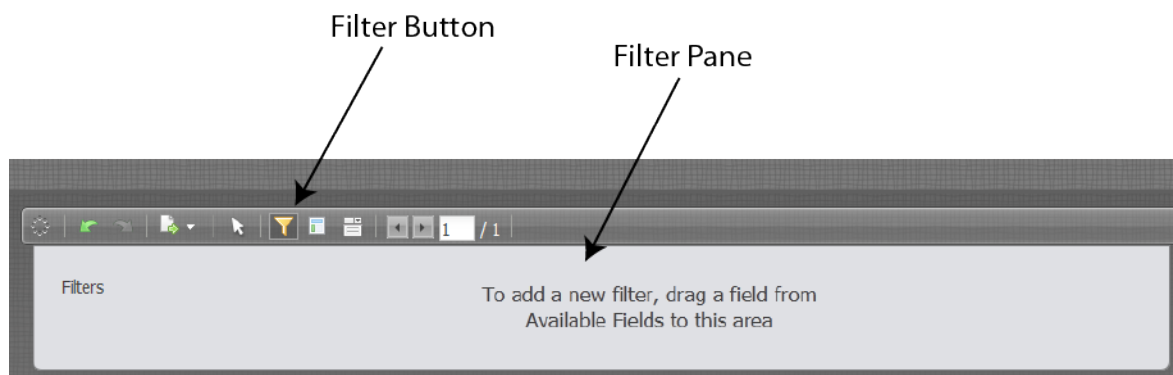 Filter Button
Filter Pane
1 / 1
Filters
To add a new filter, drag a field from
Available Fields to this area